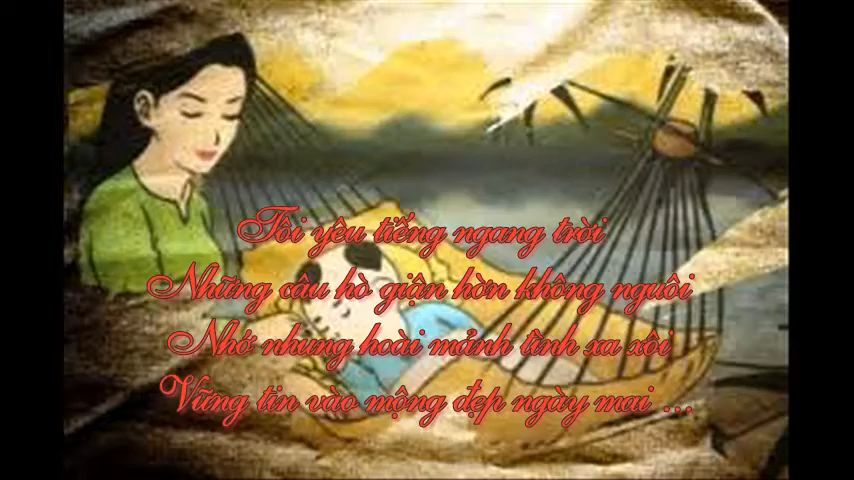 Tôi yêu tiếng ngang trời
Những câu hò giận hờn không nguôi
Nhớ nhung hoài mảnh tình xa xôi
Vững tin vào mộng đẹp ngày mai ...